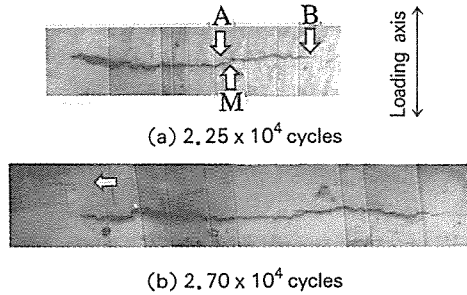 A
B
M
Loading axis
(a) 2.25 x 10⁴ cycles
(b) 2.70 x 10⁴ cycles